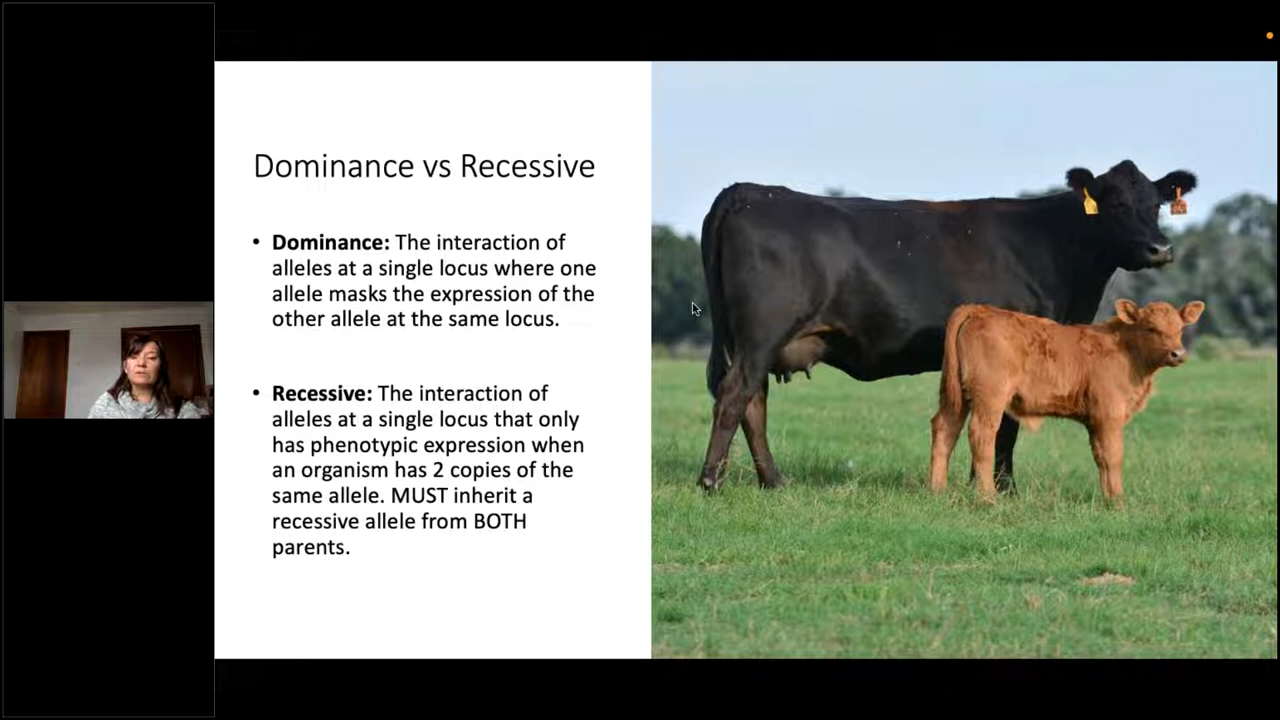 Dominance vs Recessive
• Dominance: The interaction of
alleles at a single locus where one
allele masks the expression of the
other allele at the same locus.
• Recessive: The interaction of
alleles at a single locus that only
has phenotypic expression when
an organism has 2 copies of the
same allele. MUST inherit a
recessive allele from BOTH
parents.